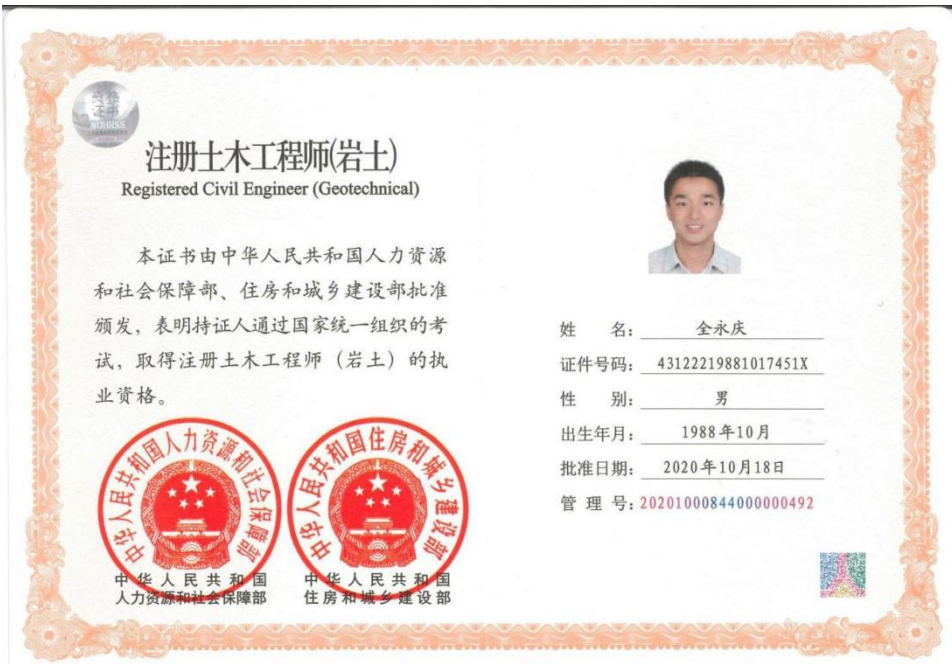 注册土木工程师(岩土)
Registered Civil Engineer (Geotechnical)
本证书由中华人民共和国人力资源
和社会保障部、住房和城乡建设部批准
颁发，表明持证人通过国家统一组织的考
试，取得注册土木工程师（岩土）的执
业资格。
中华人民共和国人力资源和社会保障部
中华人民共和国住房和城乡建设部
中华人民共和国
人力资源和社会保障部
中华人民共和国
住房和城乡建设部
姓 名： 全永庆
证件号码： 43122219881017451X
性 别： 男
出生年月： 1988年10月
批准日期： 2020年10月18日
管 理 号：20201000844000000492